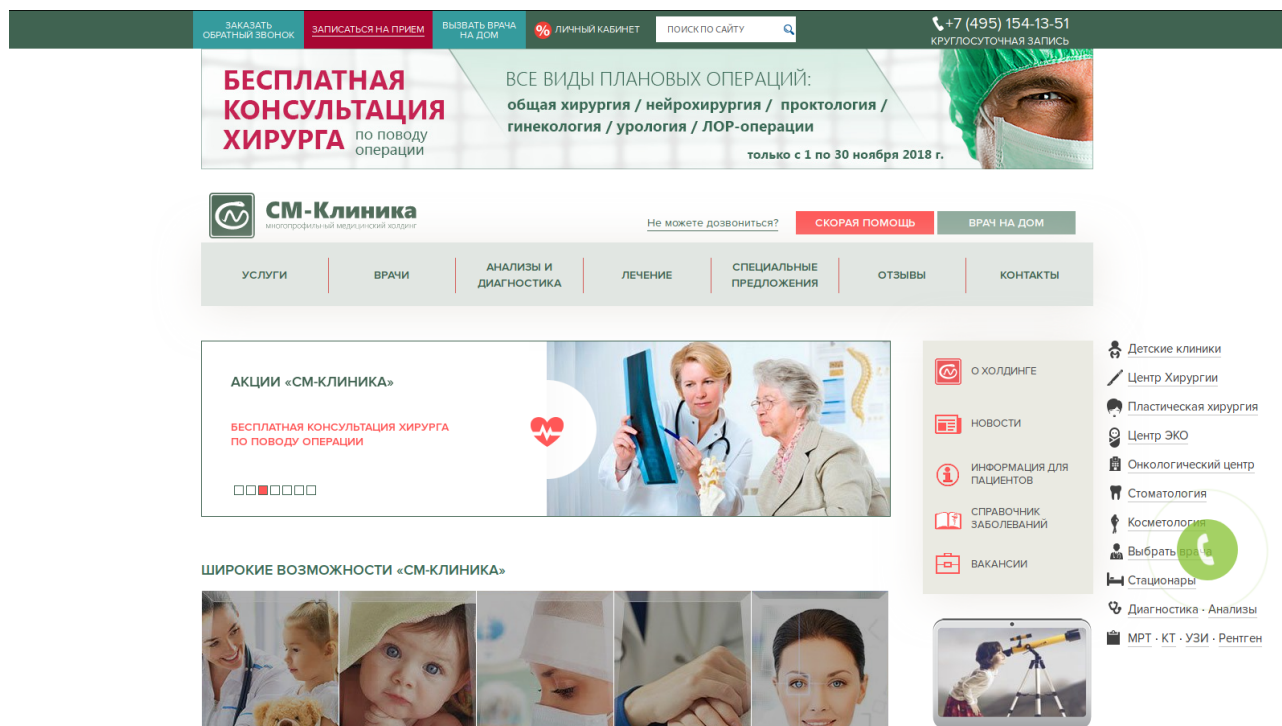 ЗАКАЗАТЬ
ОБРАТНЫЙ ЗВОНОК
ЗАПИСАТЬСЯ НА ПРИЕМ
ВЫЗВАТЬ ВРАЧА
НА ДОМ
% ЛИЧНЫЙ КАБИНЕТ
ПОИСК ПО САЙТУ
+7 (495) 154-13-51
КРУГЛОСУТОЧНАЯ ЗАПИСЬ
БЕСПЛАТНАЯ
КОНСУЛЬТАЦИЯ
ХИРУРГА по поводу
операции
ВСЕ ВИДЫ ПЛАНОВЫХ ОПЕРАЦИЙ:
общая хирургия / нейрохирургия / проктология /
гинекология / урология / ЛОР-операции
только с 1 по 30 ноября 2018 г.
СМ-Клиника
многопрофильный медицинский холдинг
Не можете дозвониться?
СКОРАЯ ПОМОЩЬ
ВРАЧ НА ДОМ
УСЛУГИ
ВРАЧИ
АНАЛИЗЫ И
ДИАГНОСТИКА
ЛЕЧЕНИЕ
СПЕЦИАЛЬНЫЕ
ПРЕДЛОЖЕНИЯ
ОТЗЫВЫ
КОНТАКТЫ
АКЦИИ «СМ-КЛИНИКА»
БЕСПЛАТНАЯ КОНСУЛЬТАЦИЯ ХИРУРГА
ПО ПОВОДУ ОПЕРАЦИИ
О ХОЛДИНГЕ
НОВОСТИ
ИНФОРМАЦИЯ ДЛЯ
ПАЦИЕНТОВ
СПРАВОЧНИК
ЗАБОЛЕВАНИЙ
ВАКАНСИИ
Детские клиники
Центр Хирургии
Пластическая хирургия
Центр ЭКО
Онкологический центр
Стоматология
Косметология
Выбрать врача
Стационары
Диагностика · Анализы
МРТ · КТ · УЗИ · Рентген
ШИРОКИЕ ВОЗМОЖНОСТИ «СМ-КЛИНИКА»